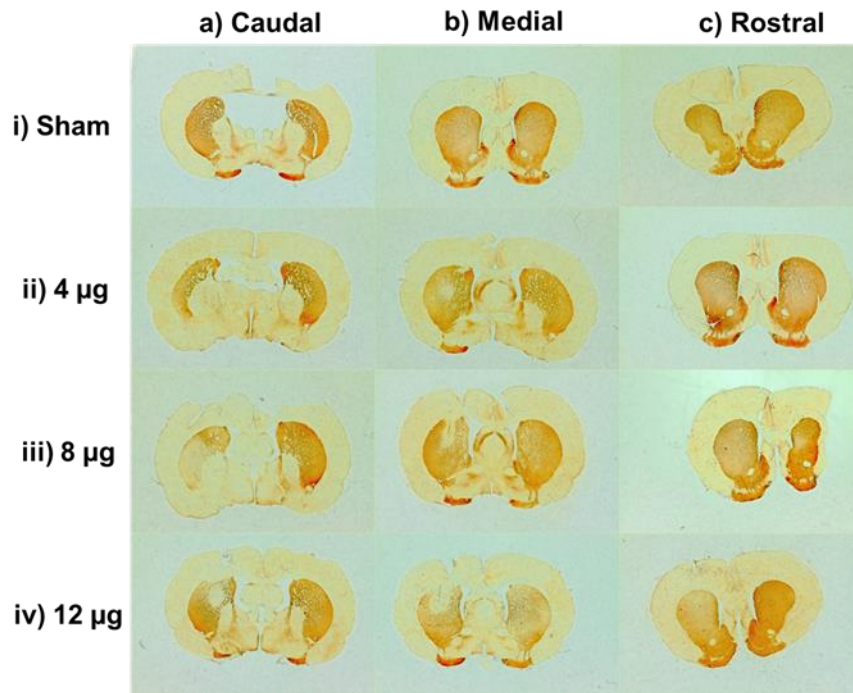 a) Caudal
b) Medial
c) Rostral
i) Sham
ii) 4 µg
iii) 8 µg
iv) 12 µg